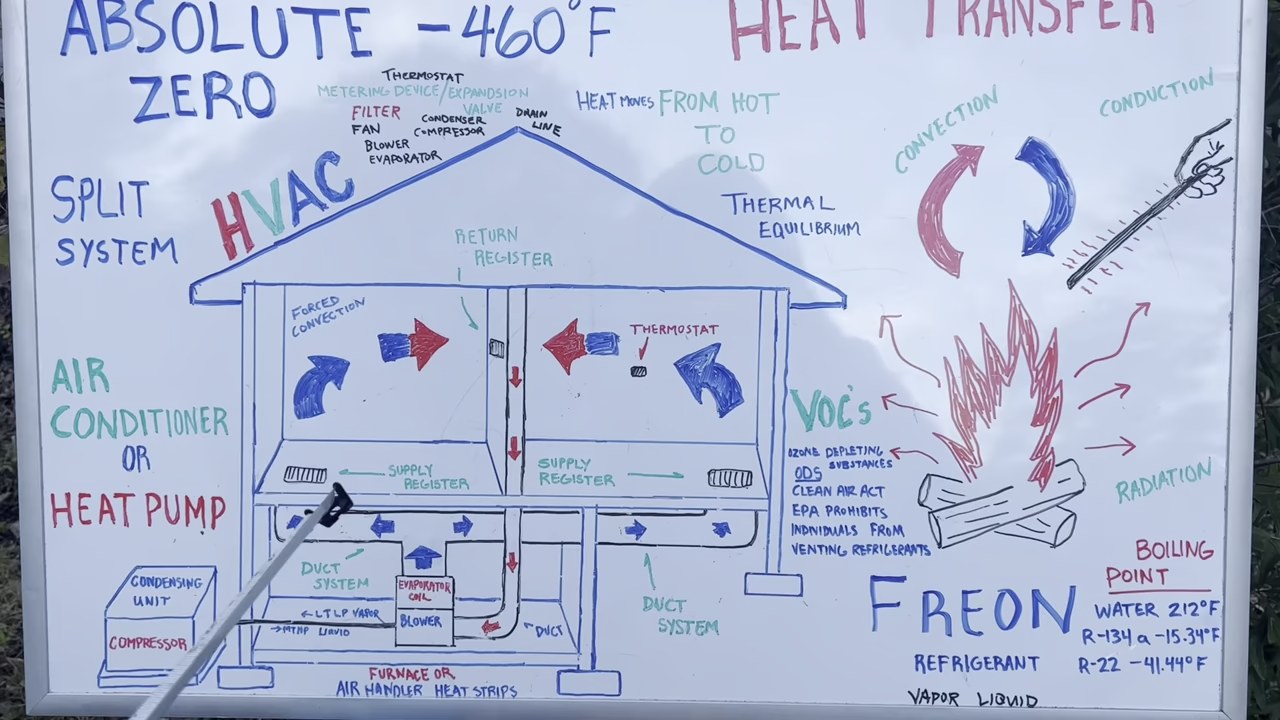 ABSOLUTE -460°F
ZERO
HEAT TRANSFER
THERMOSTAT
METERING DEVICE/EXPANSION
VALVE
FILTER
FAN
BLOWER
EVAPORATOR
CONDENSER
COMPRESSOR
DRAIN
LINE
HEAT MOVES FROM HOT
TO
COLD
CONVECTION
CONDUCTION
SPLIT
SYSTEM
HVAC
THERMAL
EQUILIBRIUM
RETURN
REGISTER
FORCED
CONVECTION
THERMOSTAT
AIR
CONDITIONER
OR
HEAT PUMP
SUPPLY
REGISTER
SUPPLY
REGISTER
VOC's
OZONE DEPLETING
SUBSTANCES
ODS
CLEAN AIR ACT
EPA PROHIBITS
INDIVIDUALS FROM
VENTING REFRIGERANTS
RADIATION
DUCT
SYSTEM
EVAPORATOR
COIL
BLOWER
LTLP VAPOR
MTHP LIQUID
DUCT
DUCT
SYSTEM
CONDENSING
UNIT
COMPRESSOR
FURNACE OR
AIR HANDLER HEAT STRIPS
FREON
REFRIGERANT
BOILING
POINT
WATER 212°F
R-134a -15.34°F
R-22 -41.44°F
VAPOR LIQUID